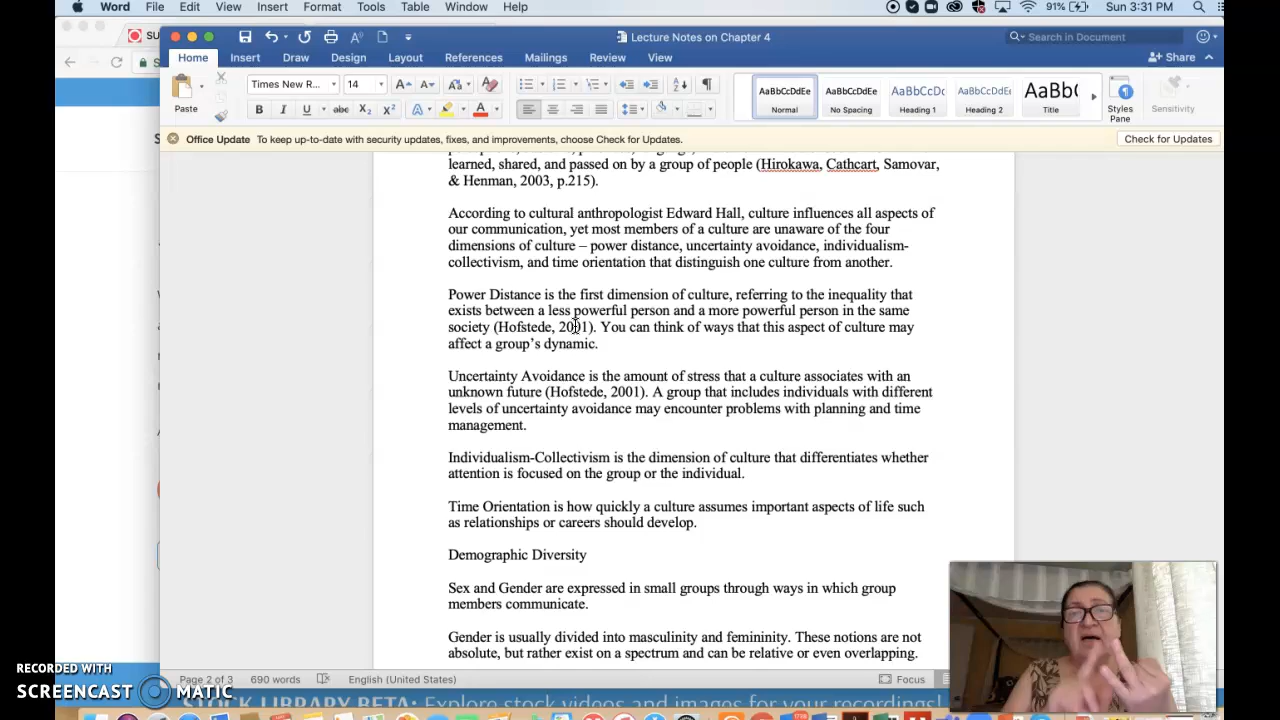 Word File Edit View Insert Format Tools Table Window Help 91% Sun 3:31 PM
Lecture Notes on Chapter 4
Search in Document
Home Insert Draw Design Layout References Mailings Review View
Share
Paste
Times New R... 14
AaBbCcDdEe AaBbCcDdEe AaBbCcDd AaBbCcDdEe AaBb(
Normal No Spacing Heading 1 Heading 2 Title
Styles Pane
Sensitivity
Office Update To keep up-to-date with security updates, fixes, and improvements, choose Check for Updates.
Check for Updates
learned, shared, and passed on by a group of people (Hirokawa, Cathcart, Samovar,
& Henman, 2003, p.215).
According to cultural anthropologist Edward Hall, culture influences all aspects of
our communication, yet most members of a culture are unaware of the four
dimensions of culture – power distance, uncertainty avoidance, individualism-
collectivism, and time orientation that distinguish one culture from another.
Power Distance is the first dimension of culture, referring to the inequality that
exists between a less powerful person and a more powerful person in the same
society (Hofstede, 2001). You can think of ways that this aspect of culture may
affect a group’s dynamic.
Uncertainty Avoidance is the amount of stress that a culture associates with an
unknown future (Hofstede, 2001). A group that includes individuals with different
levels of uncertainty avoidance may encounter problems with planning and time
management.
Individualism-Collectivism is the dimension of culture that differentiates whether
attention is focused on the group or the individual.
Time Orientation is how quickly a culture assumes important aspects of life such
as relationships or careers should develop.
Demographic Diversity
Sex and Gender are expressed in small groups through ways in which group
members communicate.
Gender is usually divided into masculinity and femininity. These notions are not
absolute, but rather exist on a spectrum and can be relative or even overlapping.
Page 2 of 3 690 words English (United States) Focus
RECORDED WITH
SCREENCAST MATIC
STOCK LIBRARY BETA: Explore stock videos and images for your recordings!